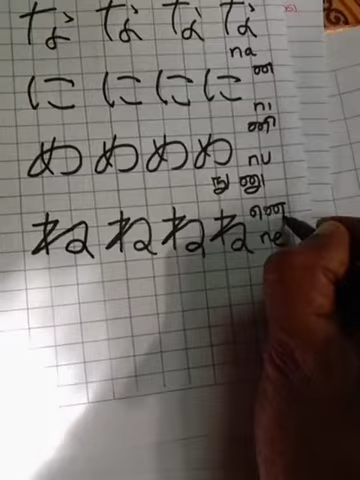 な な な な
na
ன
に に に に
ni
னி
ぬ ぬ ぬ ぬ
nu
னு
ね ね ね ね
னெ
ne